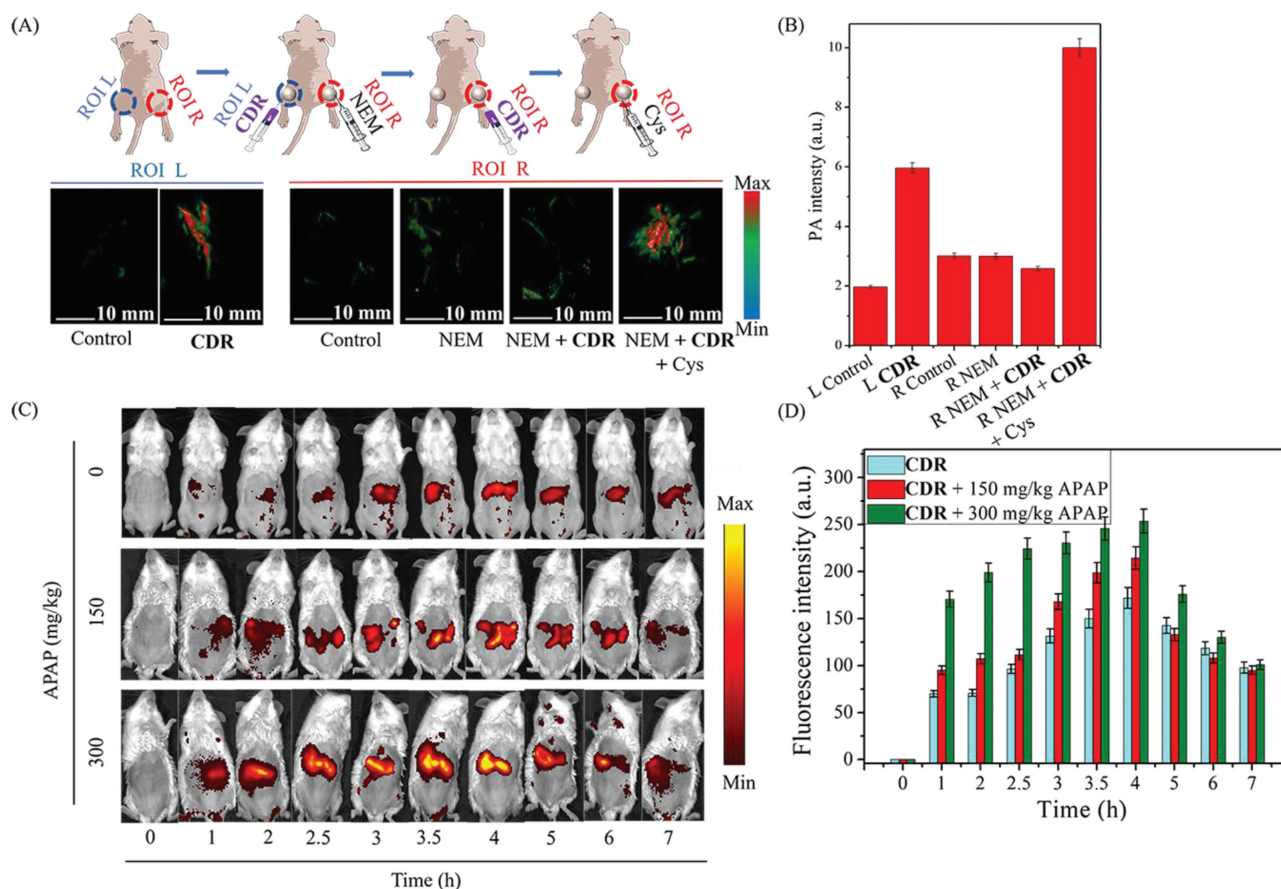 (A)
ROI L
ROI R
ROI L
CDR
NEM
ROI R
CDR
ROI R
Cys
ROI R
ROI L
ROI R
10 mm
10 mm
10 mm
10 mm
10 mm
10 mm
Control
CDR
Control
NEM
NEM + CDR
NEM + CDR
+ Cys
Max
Min
(B)
PA intensty (a.u.)
10
8
6
4
2
0
L Control
L CDR
R Control
R NEM
R NEM + CDR
R NEM + CDR
+ Cys
(C)
APAP (mg/kg)
0
150
300
0 1 2 2.5 3 3.5 4 5 6 7
Time (h)
Max
Min
(D)
Fluorescence intensity (a.u.)
300
250
200
150
100
50
0
CDR
CDR + 150 mg/kg APAP
CDR + 300 mg/kg APAP
0 1 2 2.5 3 3.5 4 5 6 7
Time (h)